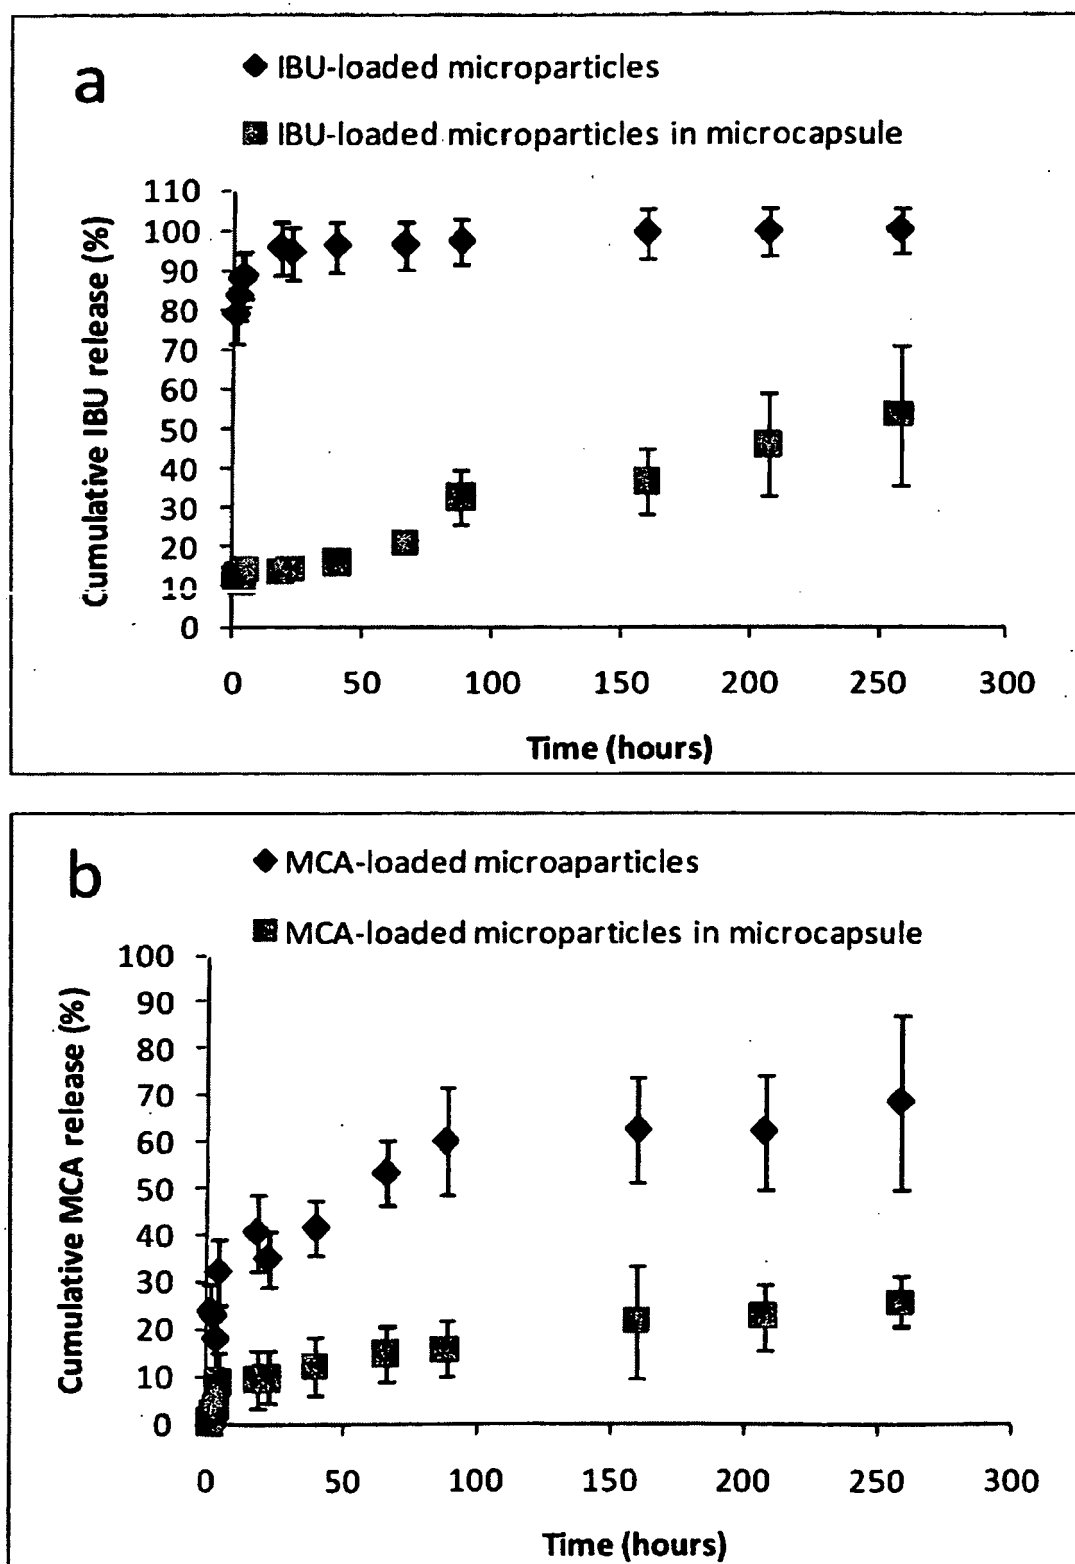 a
IBU-loaded microparticles
IBU-loaded microparticles in microcapsule
Cumulative IBU release (%)
110
100
90
80
70
60
50
40
30
20
10
0
0 50 100 150 200 250 300
Time (hours)
b
MCA-loaded microaparticles
MCA-loaded microparticles in microcapsule
Cumulative MCA release (%)
100
90
80
70
60
50
40
30
20
10
0
0 50 100 150 200 250 300
Time (hours)